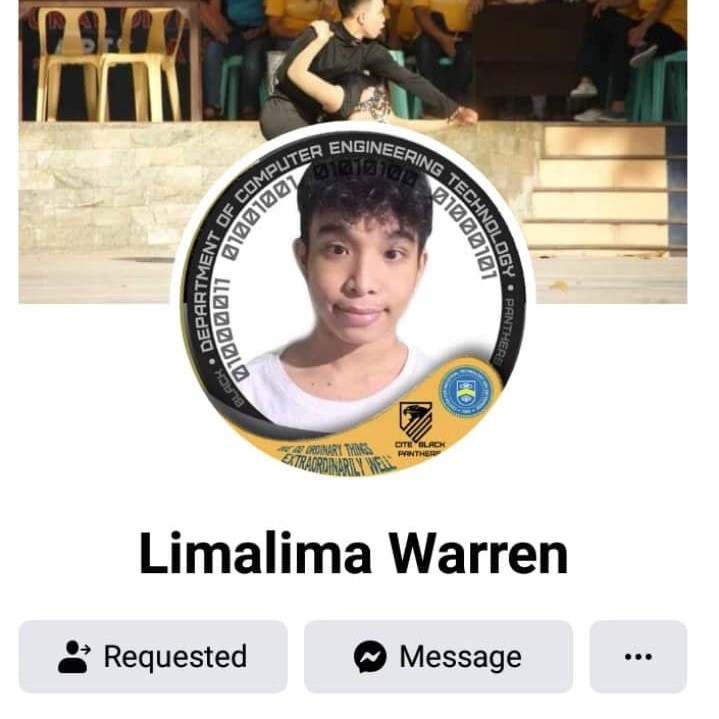 DEPARTMENT OF COMPUTER ENGINEERING TECHNOLOGY
BLACK • • PANTHERS
01000011 01001001 01010100 01000101
CITE BLACK
PANTHERS
WE DO ORDINARY THINGS
EXTRAORDINARILY WELL"
Limalima Warren
Requested
Message